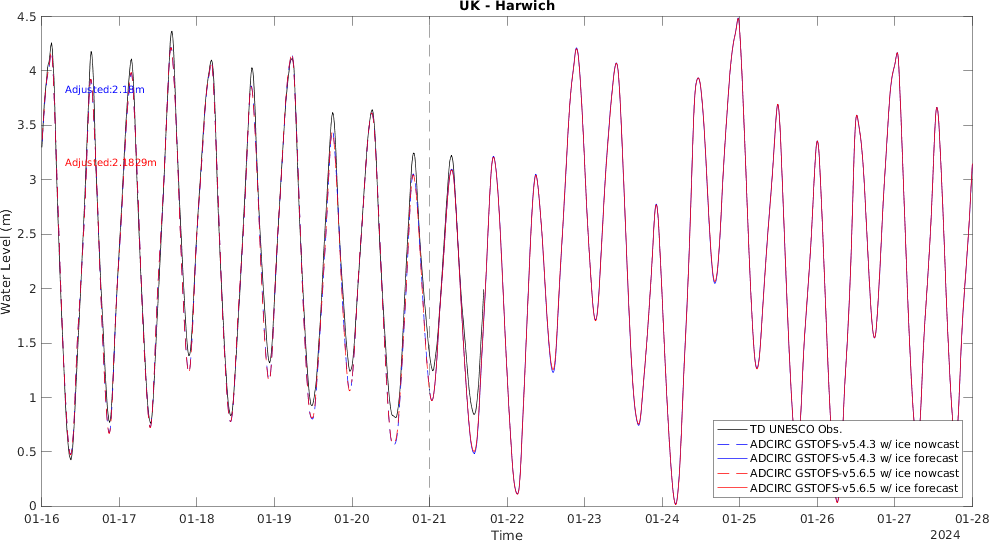 UK - Harwich
4.5
4
3.5
3
2.5
2
1.5
1
0.5
0
Water Level (m)
Adjusted:2.18m
Adjusted:2.1829m
TD UNESCO Obs.
ADCIRC GSTOFS-v5.4.3 w/ ice nowcast
ADCIRC GSTOFS-v5.4.3 w/ ice forecast
ADCIRC GSTOFS-v5.6.5 w/ ice nowcast
ADCIRC GSTOFS-v5.6.5 w/ ice forecast
01-16 01-17 01-18 01-19 01-20 01-21 01-22 01-23 01-24 01-25 01-26 01-27 01-28
Time
2024